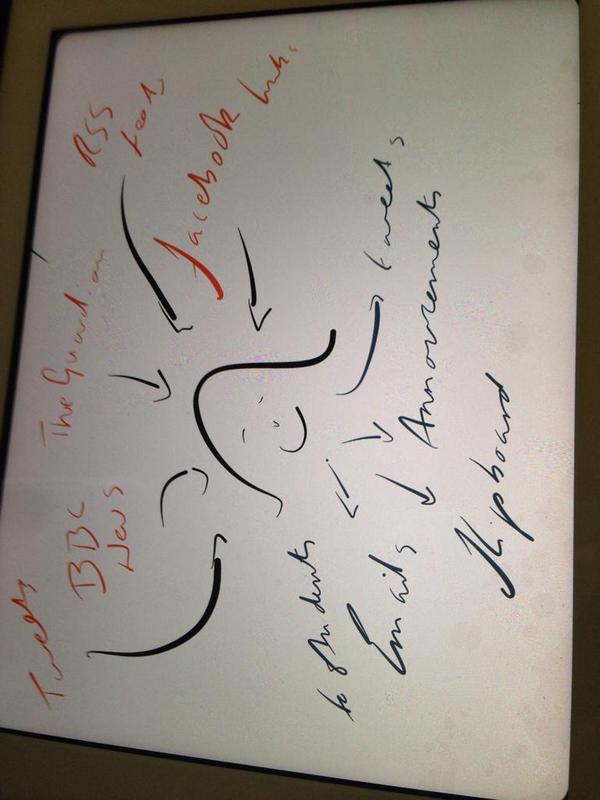 Tweets
BBC
News
The Guardian
RSS
feeds
facebook links
to students
Emails
Announcements
tweets
flipboard